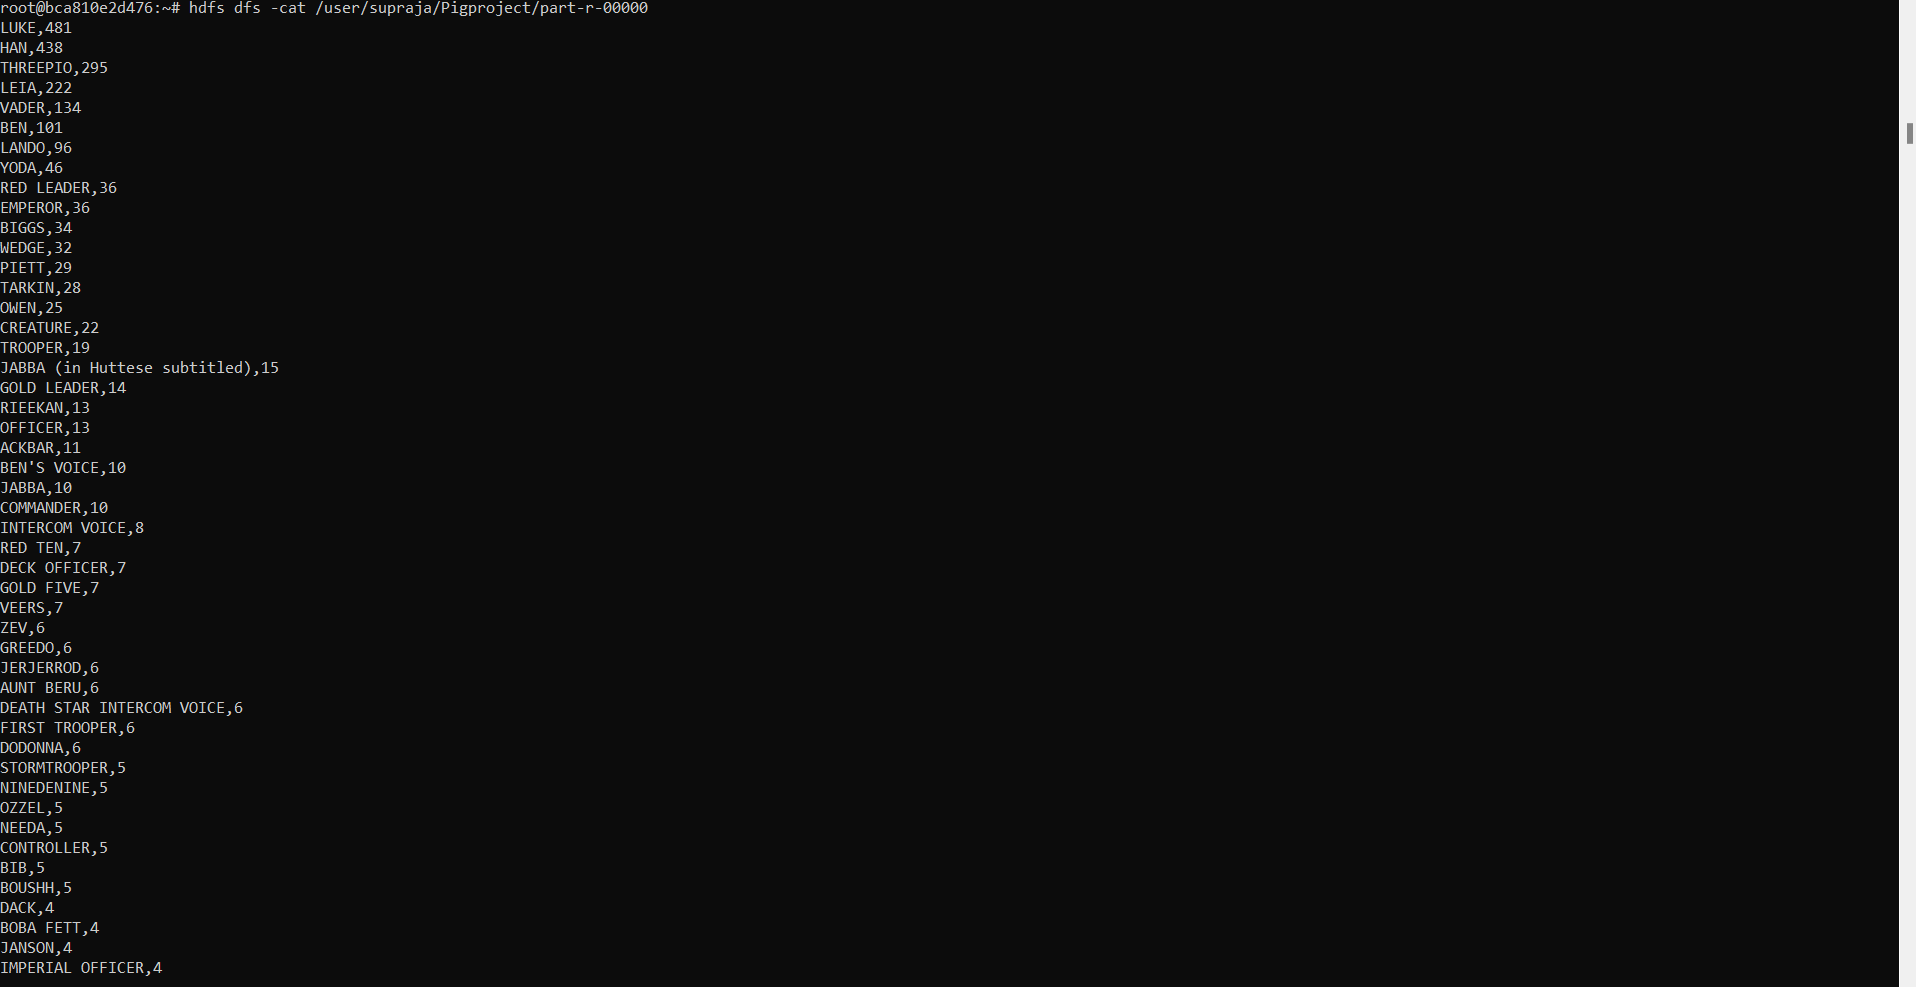 root@bca810e2d476:~# hdfs dfs -cat /user/supraja/Pigproject/part-r-00000
LUKE,481
HAN,438
THREEPIO,295
LEIA,222
VADER,134
BEN,101
LANDO,96
YODA,46
RED LEADER,36
EMPEROR,36
BIGGS,34
WEDGE,32
PIETT,29
TARKIN,28
OWEN,25
CREATURE,22
TROOPER,19
JABBA (in Huttese subtitled),15
GOLD LEADER,14
RIEEKAN,13
OFFICER,13
ACKBAR,11
BEN'S VOICE,10
JABBA,10
COMMANDER,10
INTERCOM VOICE,8
RED TEN,7
DECK OFFICER,7
GOLD FIVE,7
VEERS,7
ZEV,6
GREEDO,6
JERJERROD,6
AUNT BERU,6
DEATH STAR INTERCOM VOICE,6
FIRST TROOPER,6
DODONNA,6
STORMTROOPER,5
NINEDENINE,5
OZZEL,5
NEEDA,5
CONTROLLER,5
BIB,5
BOUSHH,5
DACK,4
BOBA FETT,4
JANSON,4
IMPERIAL OFFICER,4